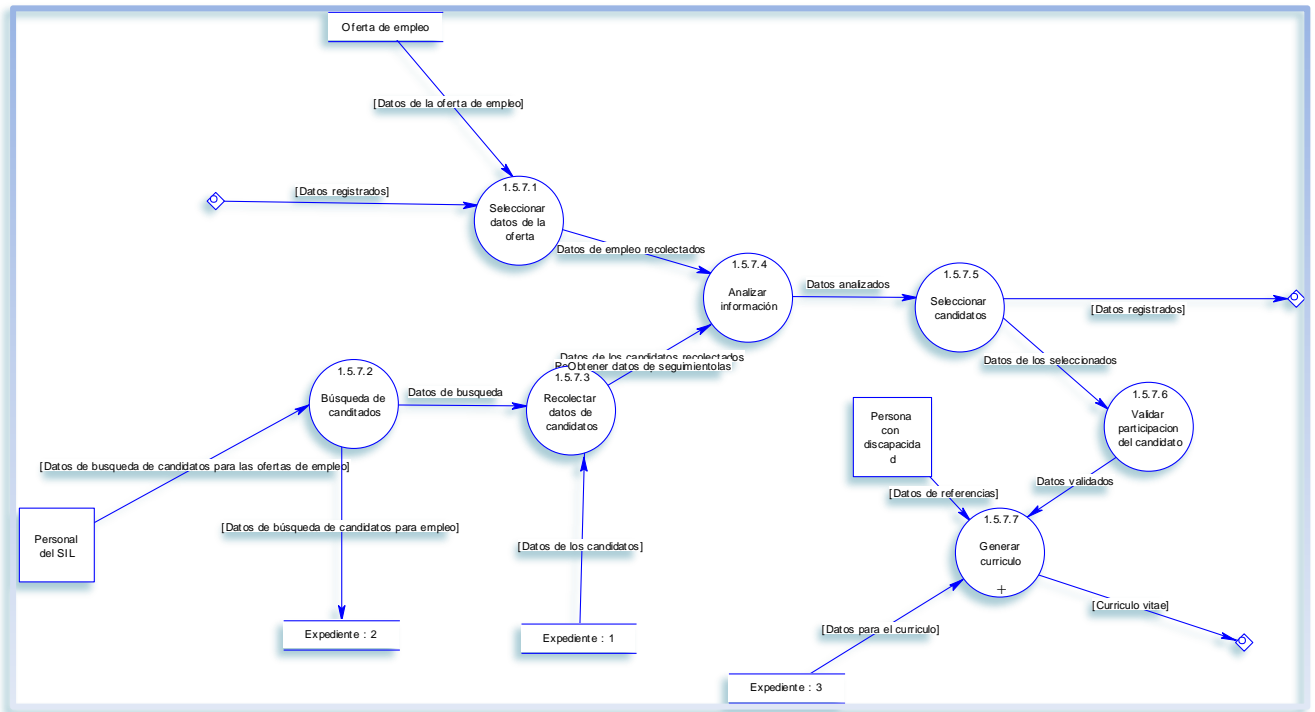 Oferta de empleo
[Datos de la oferta de empleo]
[Datos registrados]
1.5.7.1
Seleccionar
datos de la
oferta
Datos de empleo recolectados
1.5.7.4
Analizar
información
Datos analizados
1.5.7.5
Seleccionar
candidatos
[Datos registrados]
Datos de los candidatos recolectados
Obtener datos de seguimiento
Datos de los seleccionados
1.5.7.2
Búsqueda de
canditados
Datos de busqueda
1.5.7.3
Recolectar
datos de
candidatos
1.5.7.6
Validar
participacion
del candidato
Persona
con
discapacida
d
[Datos de busqueda de candidatos para las ofertas de empleo]
Datos validados
[Datos de referencias]
Personal
del SIL
[Datos de búsqueda de candidatos para empleo]
[Datos de los candidatos]
1.5.7.7
Generar
curriculo
+
[Curriculo vitae]
[Datos para el curriculo]
Expediente : 2
Expediente : 1
Expediente : 3